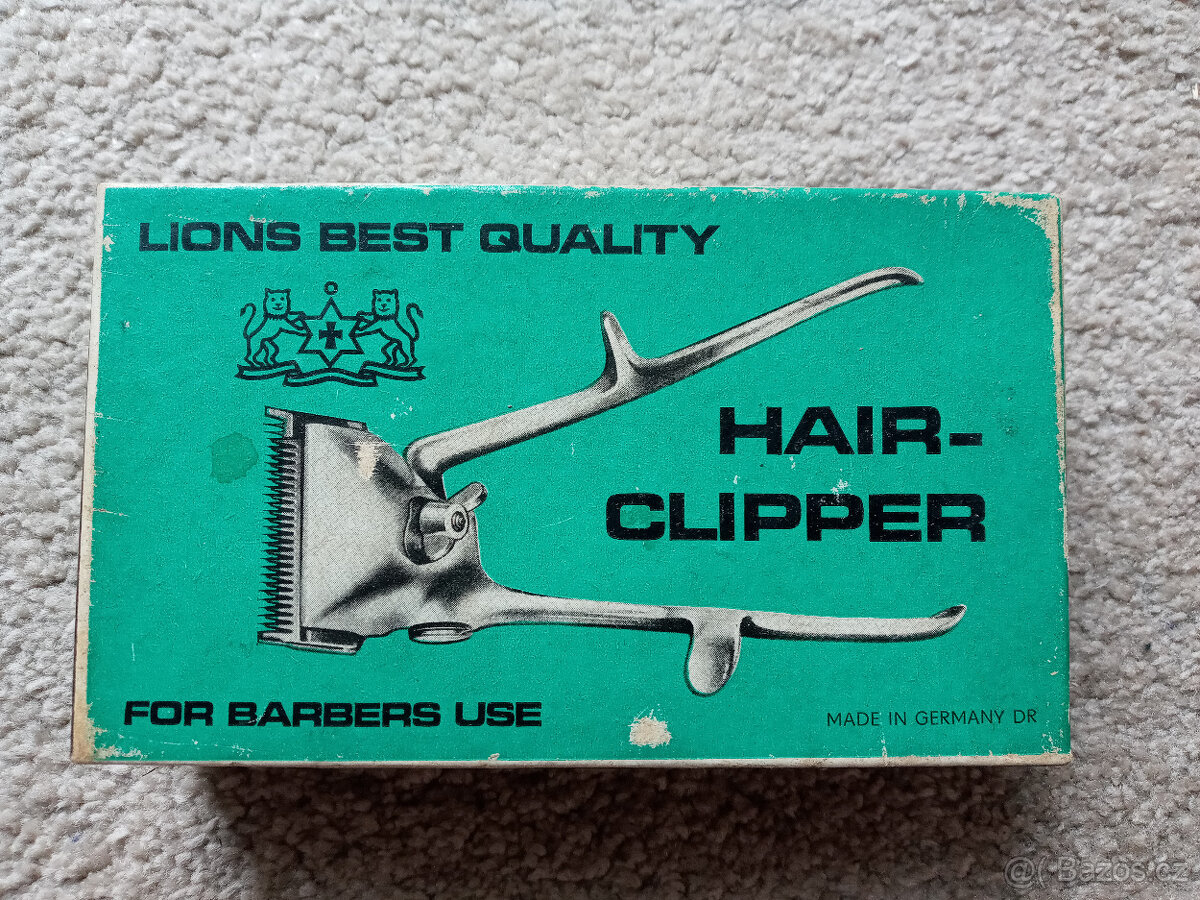 LIONS BEST QUALITY
HAIR-
CLIPPER
FOR BARBERS USE
MADE IN GERMANY DR
@( Bazos.cz